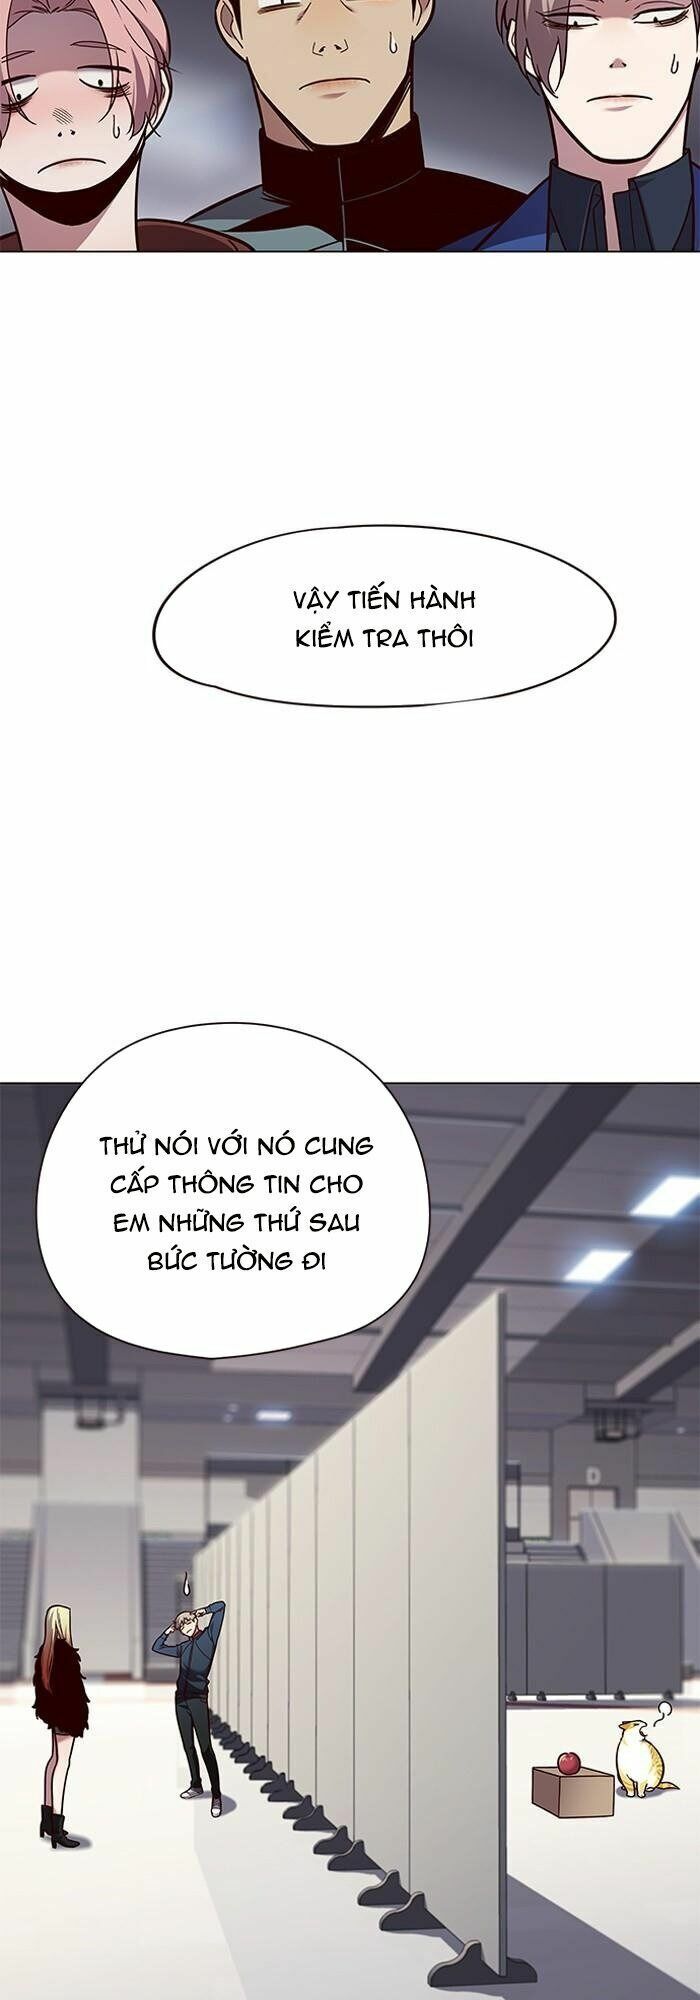 VẬY TIẾN HÀNH
KIỂM TRA THÔI
THỬ NÓI VỚI NÓ CUNG
CẤP THÔNG TIN CHO
EM NHỮNG THỨ SAU
BỨC TƯỜNG ĐI
D